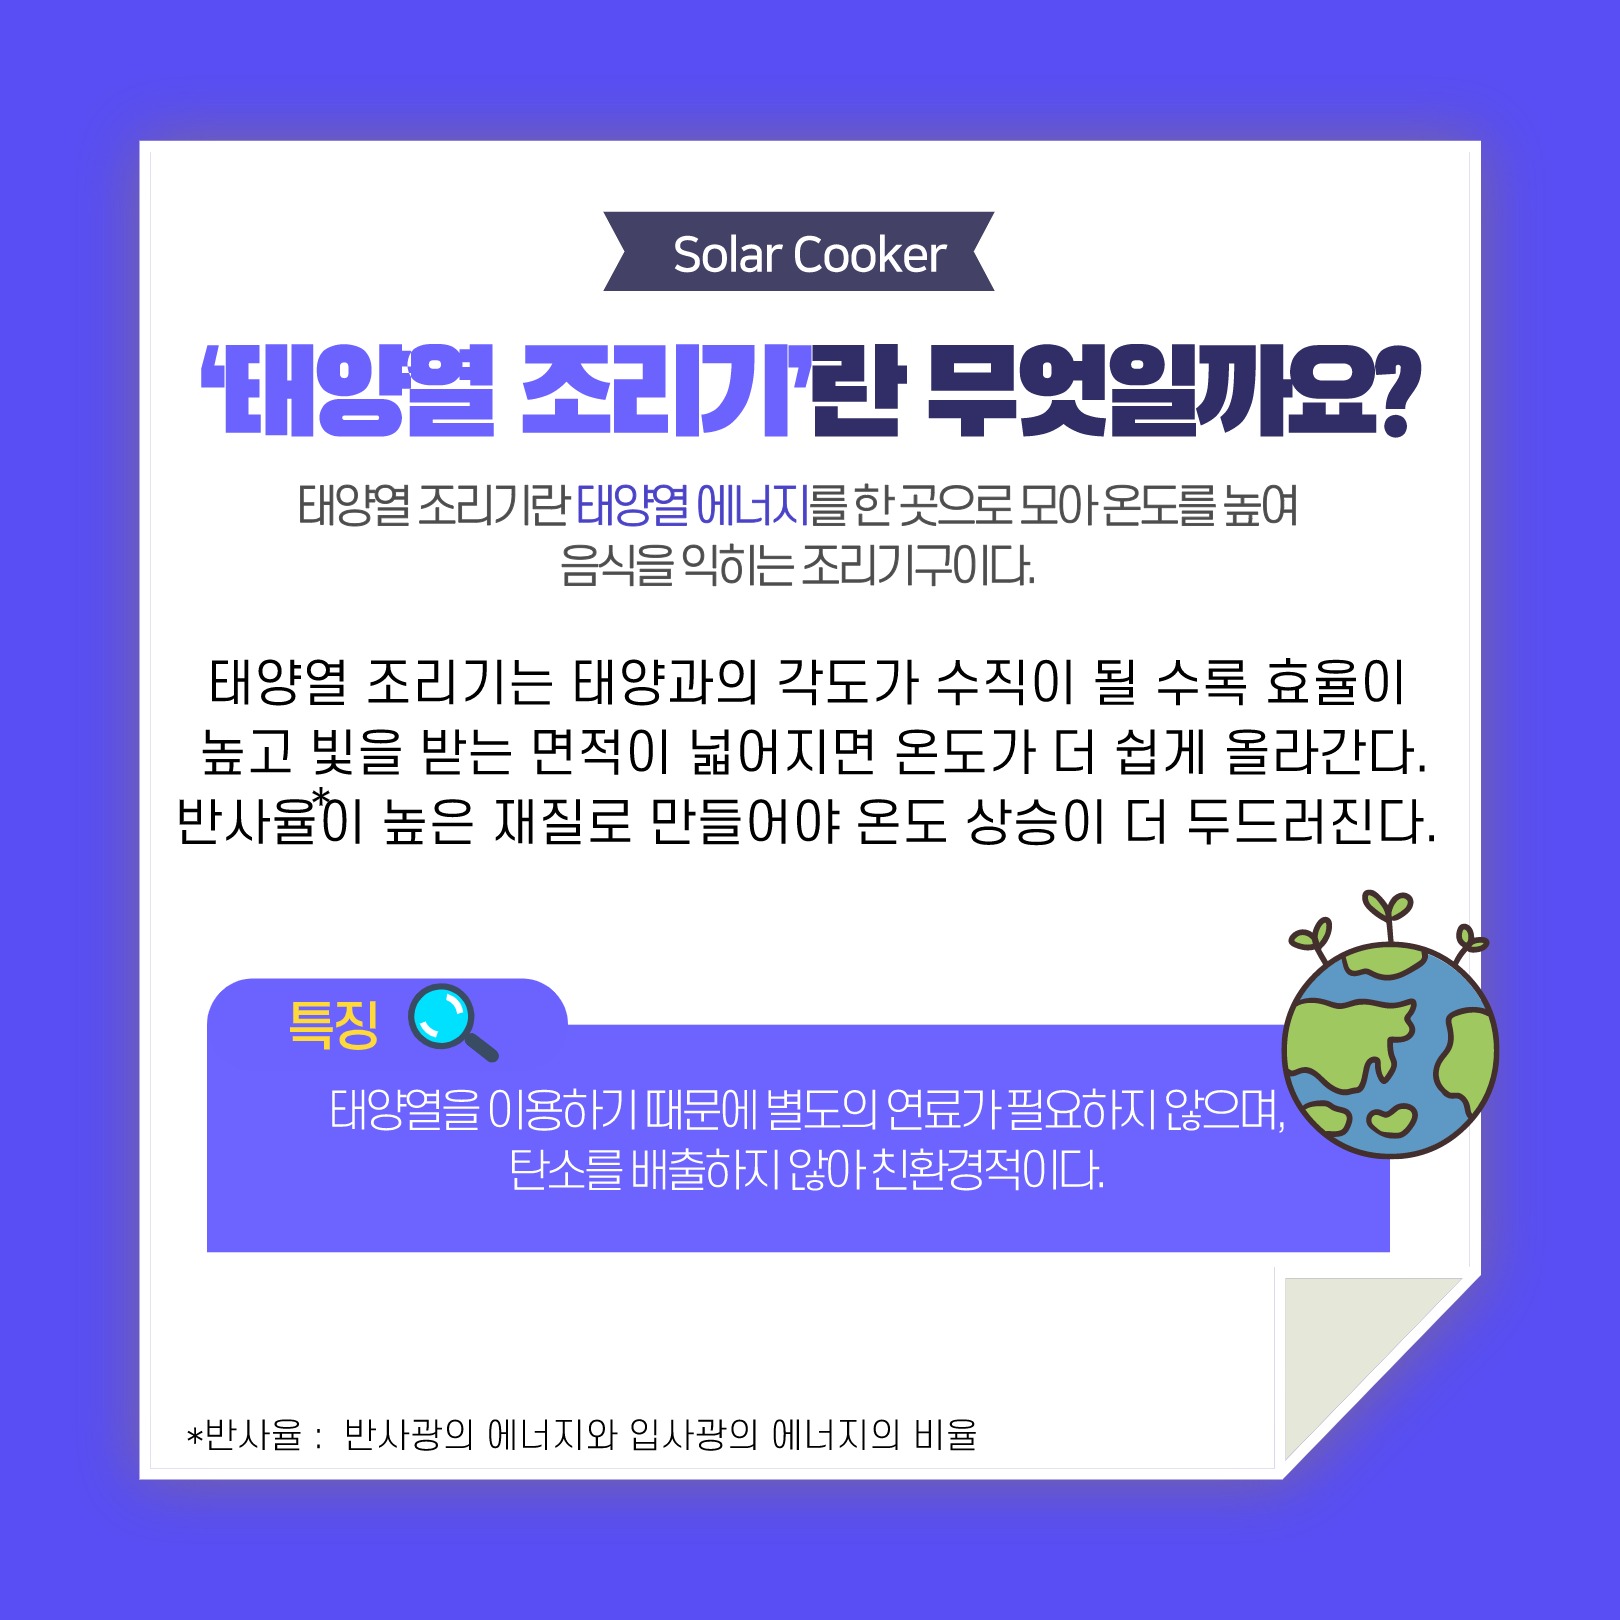 Solar Cooker
‘태양열 조리기’란 무엇일까요?
태양열 조리기란 태양열 에너지를 한 곳으로 모아 온도를 높여
음식을 익히는 조리기구이다.
태양열 조리기는 태양과의 각도가 수직이 될 수록 효율이
높고 빛을 받는 면적이 넓어지면 온도가 더 쉽게 올라간다.
반사율*이 높은 재질로 만들어야 온도 상승이 더 두드러진다.
특징
태양열을 이용하기 때문에 별도의 연료가 필요하지 않으며,
탄소를 배출하지 않아 친환경적이다.
*반사율 : 반사광의 에너지와 입사광의 에너지의 비율